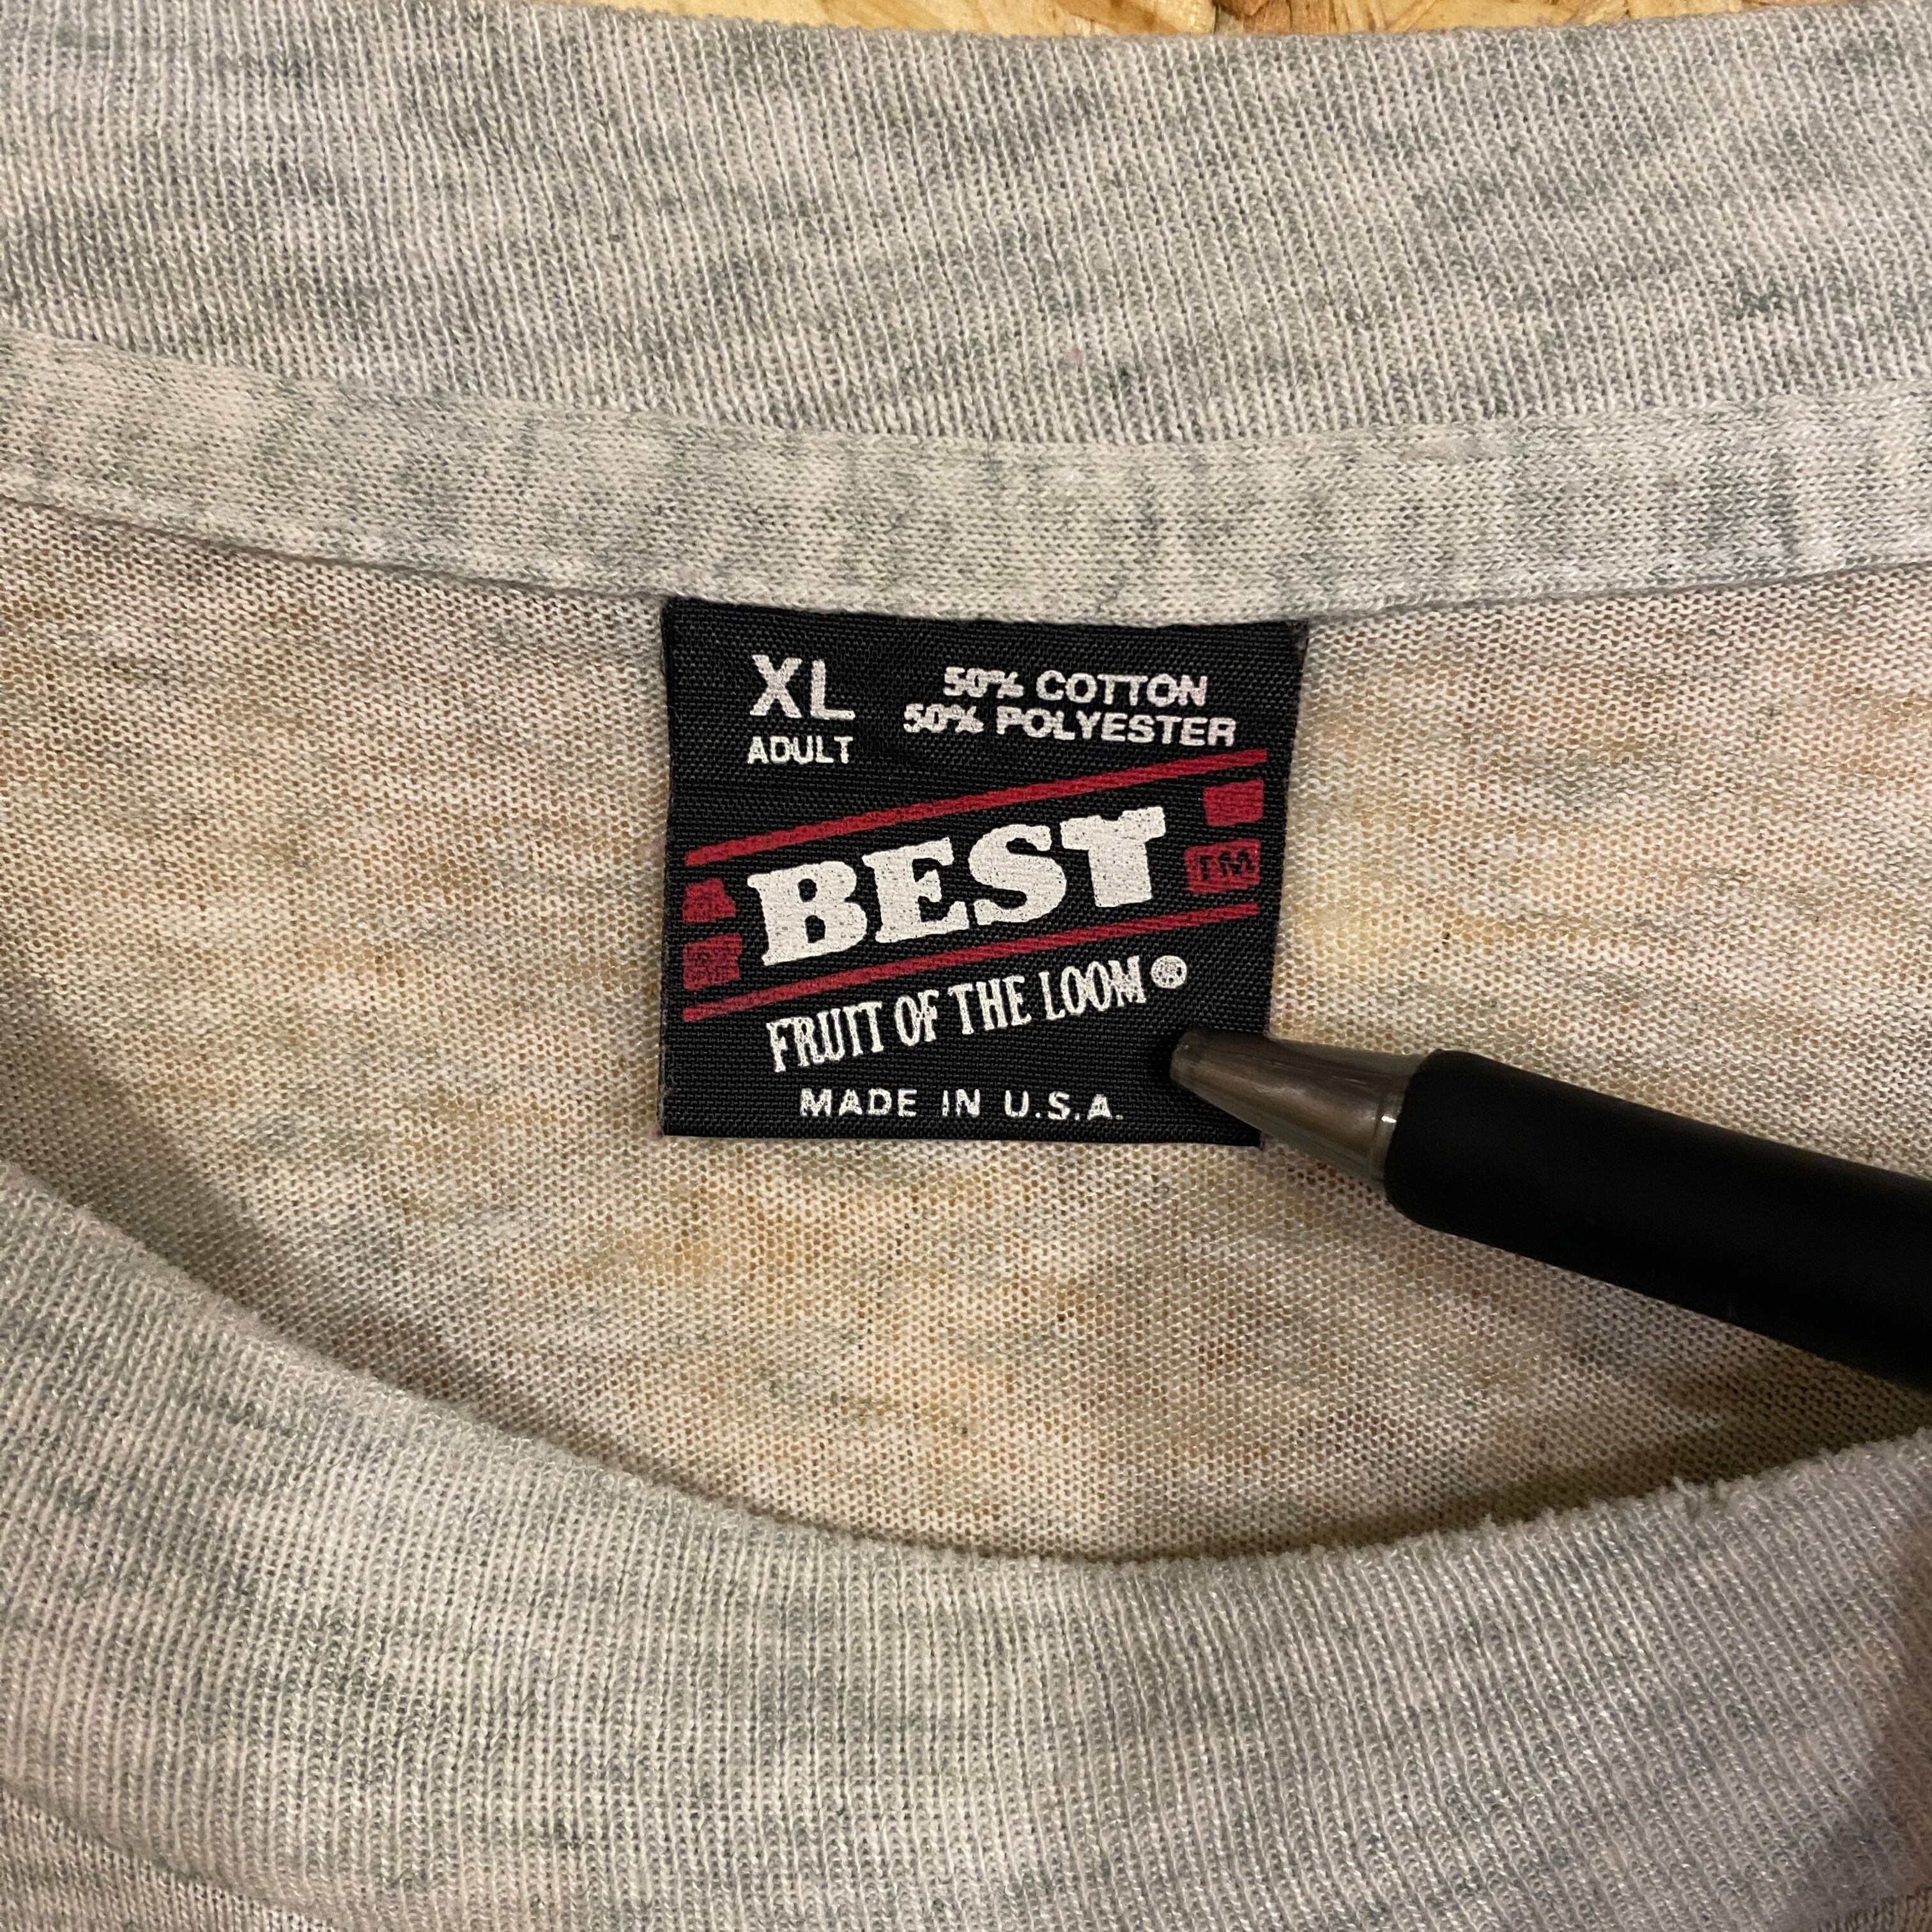 XL
ADULT
50% COTTON
50% POLYESTER
BEST
TM
FRUIT OF THE LOOM®
MADE IN U.S.A.